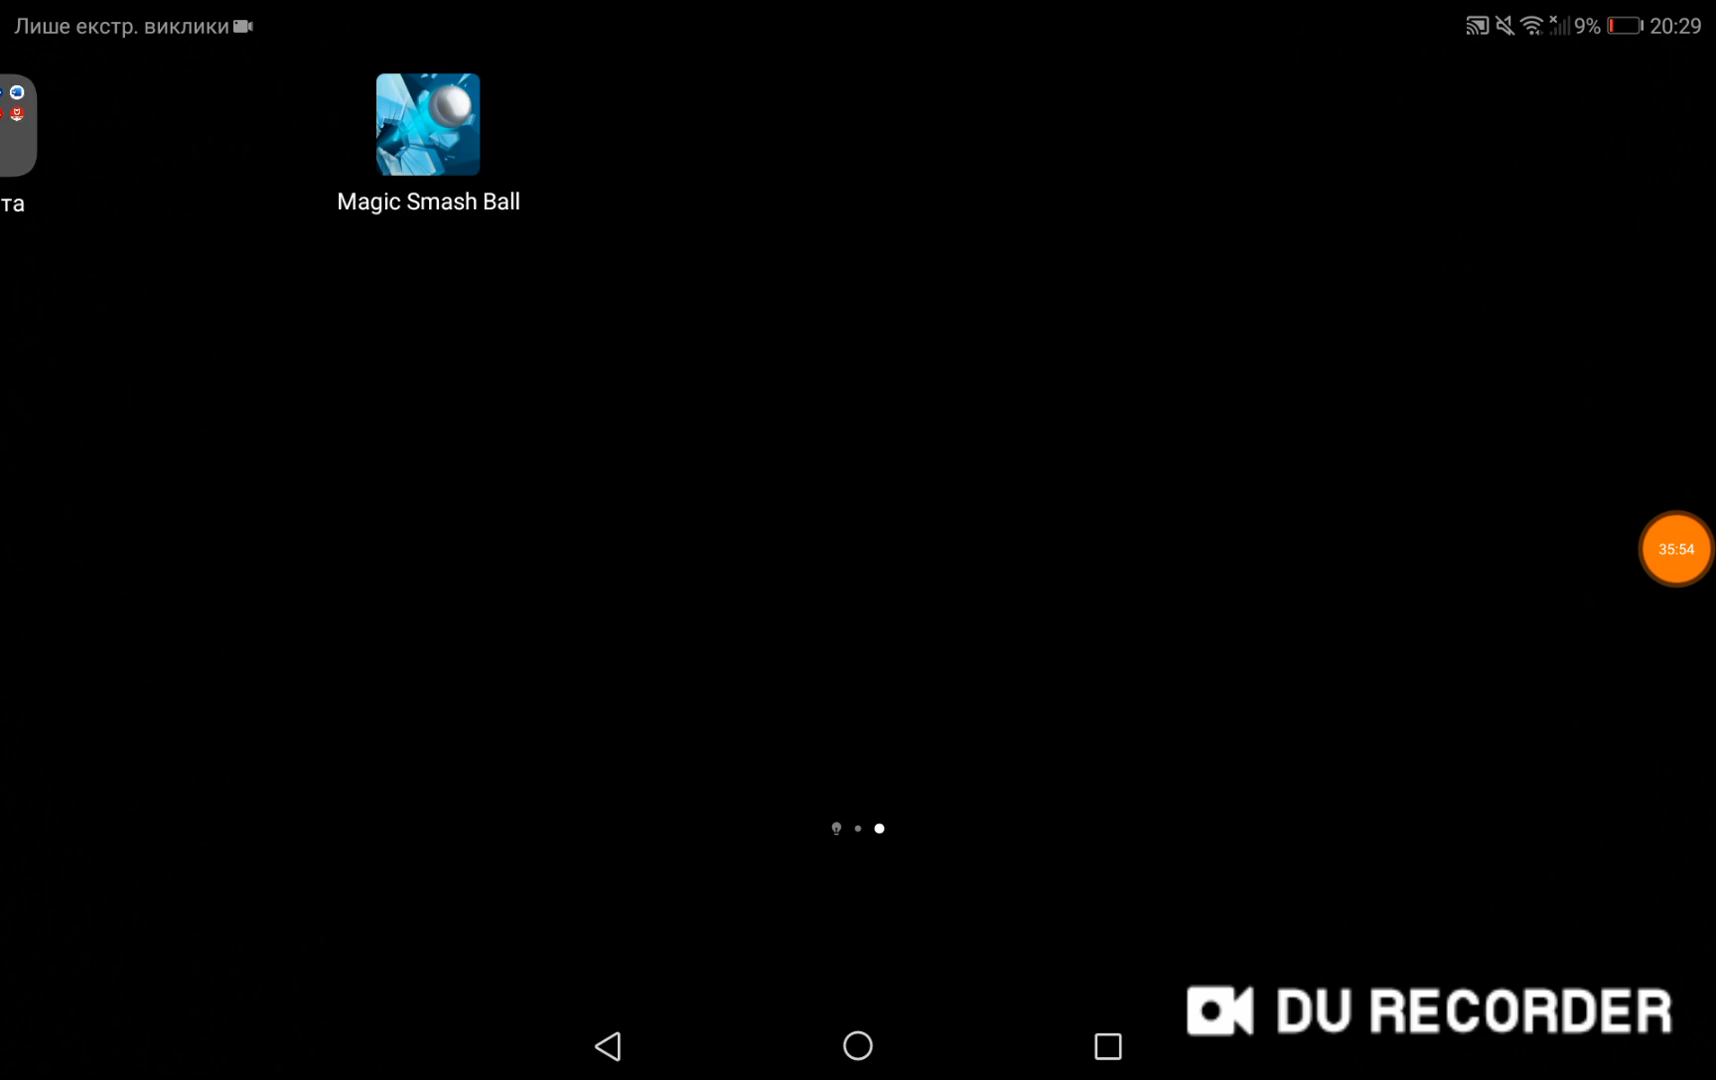 Лише екстр. виклики
9% 20:29
та
Magic Smash Ball
35:54
DU RECORDER